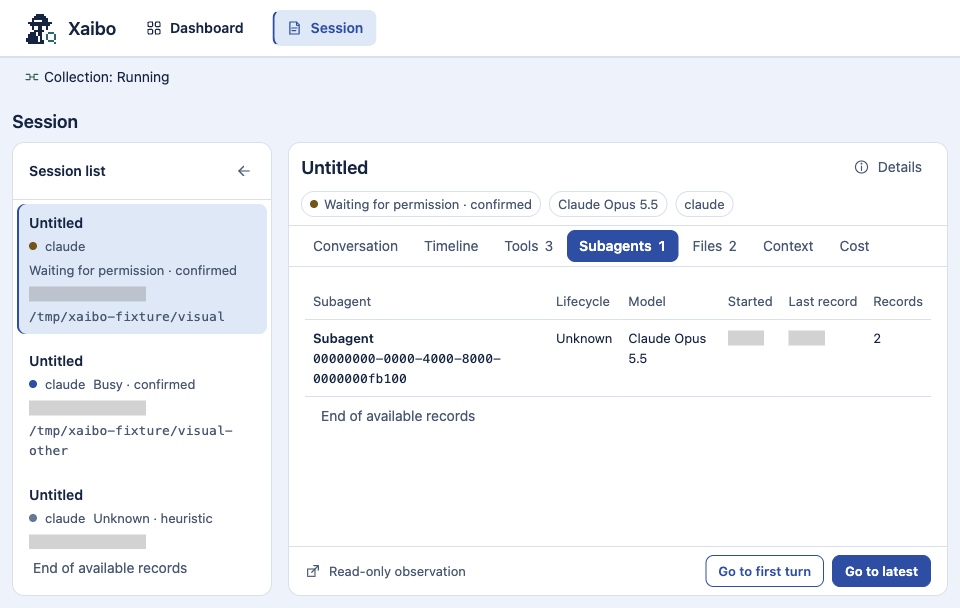 Xaibo
Dashboard
Session
Collection: Running
Session
Session list
Untitled
claude
Waiting for permission · confirmed
/tmp/xaibo-fixture/visual
Untitled
claude Busy · confirmed
/tmp/xaibo-fixture/visual-
other
Untitled
claude Unknown · heuristic
End of available records
Untitled
Details
Waiting for permission · confirmed
Claude Opus 5.5
claude
Conversation Timeline Tools 3 Subagents 1 Files 2 Context Cost
Subagent Lifecycle Model Started Last record Records
Subagent Unknown Claude Opus 2
00000000-0000-4000-8000- 5.5
0000000fb100
End of available records
Read-only observation
Go to first turn
Go to latest